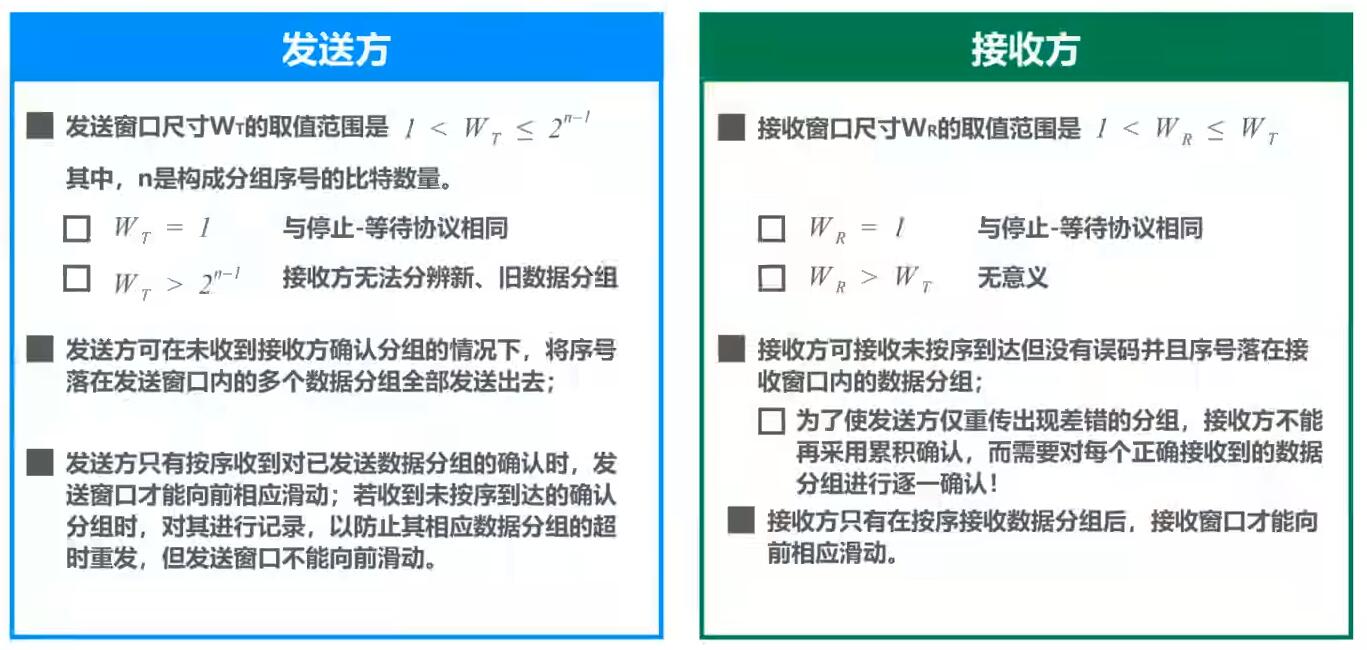 发送方
发送窗口尺寸WT的取值范围是 1 < W_T ≤ 2^{n-1}
其中，n是构成分组序号的比特数量。
W_T = 1 与停止-等待协议相同
W_T > 2^{n-1} 接收方无法分辨新、旧数据分组
发送方可在未收到接收方确认分组的情况下，将序号
落在发送窗口内的多个数据分组全部发送出去；
发送方只有按序收到对已发送数据分组的确认时，发
送窗口才能向前相应滑动；若收到未按序到达的确认
分组时，对其进行记录，以防止其相应数据分组的超
时重发，但发送窗口不能向前滑动。
接收方
接收窗口尺寸WR的取值范围是 1 < W_R ≤ W_T
W_R = 1 与停止-等待协议相同
W_R > W_T 无意义
接收方可接收未按序到达但没有误码并且序号落在接
收窗口内的数据分组；
为了使发送方仅重传出现差错的分组，接收方不能
再采用累积确认，而需要对每个正确接收到的数据
分组进行逐一确认！
接收方只有在按序接收数据分组后，接收窗口才能向
前相应滑动。